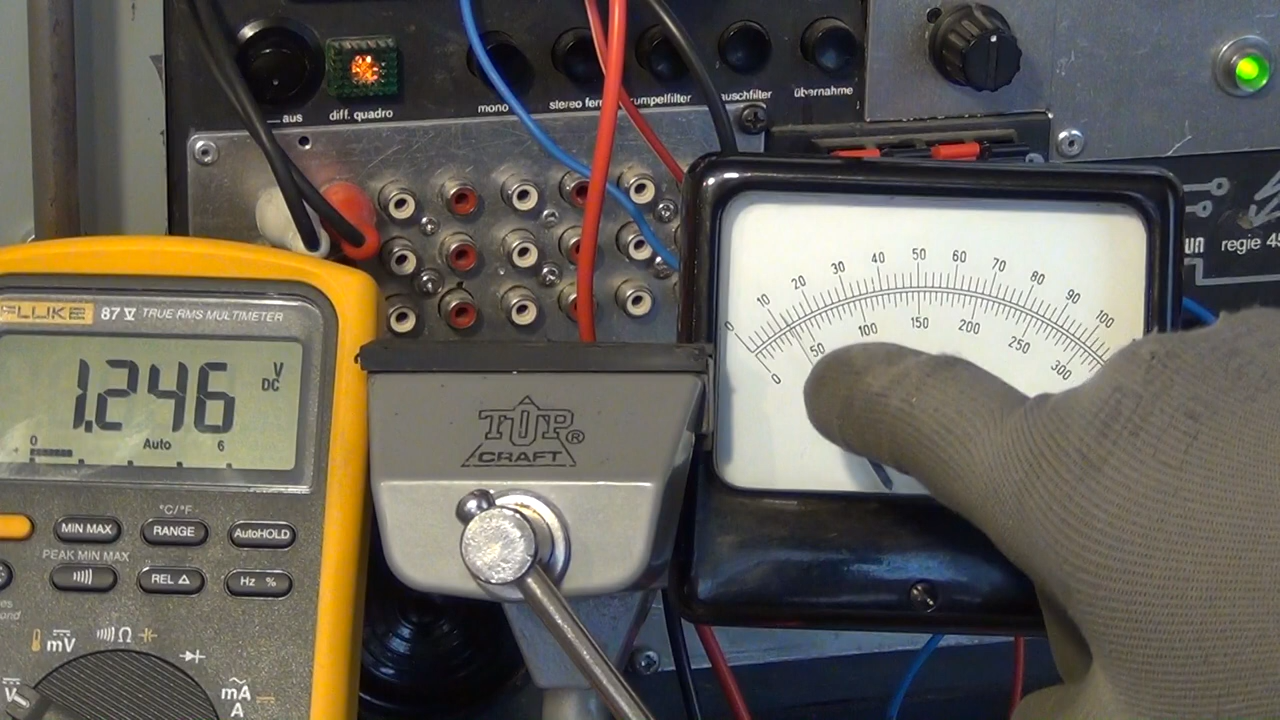 aus
diff. quadro
mono
stereo
übernahme
regie 45
FLUKE 87 V TRUE RMS MULTIMETER
1.246 V DC
0 Auto 6
°C/°F
MIN MAX RANGE AutoHOLD
PEAK MIN MAX
REL △ Hz %
mV Ω
V
mA
A
TOP®
CRAFT
0 10 20 30 40 50 60 70 80 90 100
0 50 100 150 200 250 300